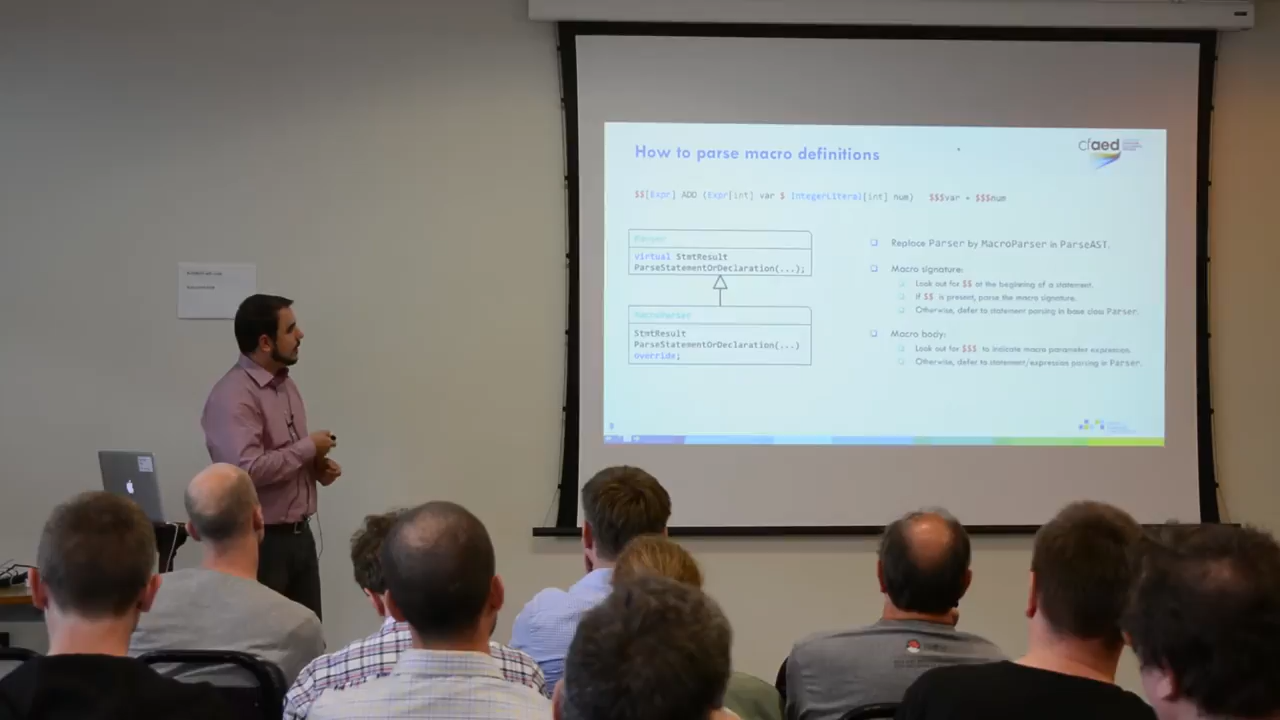 How to parse macro definitions
cfaed
$$[Expr] ADD (Expr[int] var $ IntegerLiteral[int] num) $$$var + $$$num
Parser
virtual StmtResult
ParseStatementOrDeclaration(...);
MacroParser
StmtResult
ParseStatementOrDeclaration(...)
override;
Replace Parser by MacroParser in ParseAST.
Macro signature:
Look out for $$ at the beginning of a statement.
If $$ is present, parse the macro signature.
Otherwise, defer to statement parsing in base class Parser.
Macro body:
Look out for $$$ to indicate macro parameter expression.
Otherwise, defer to statement/expression parsing in Parser.